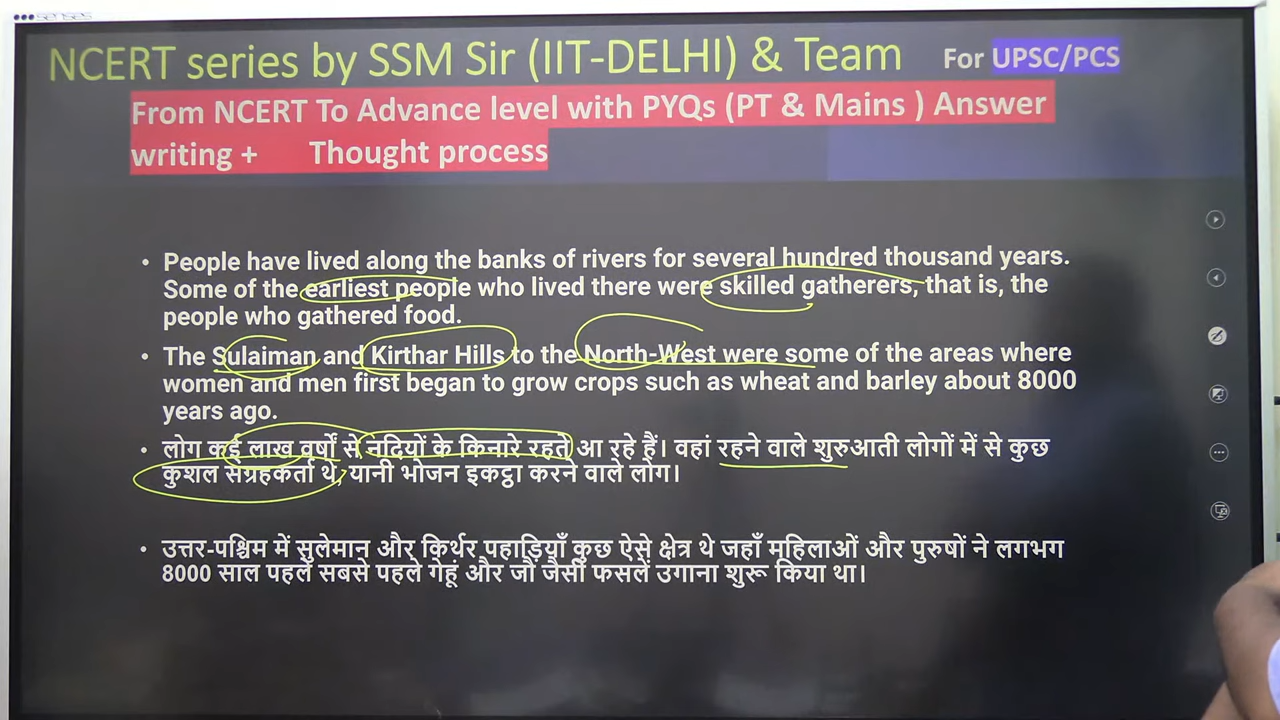 NCERT series by SSM Sir (IIT-DELHI) & Team For UPSC/PCS
From NCERT To Advance level with PYQs (PT & Mains ) Answer
writing + Thought process
• People have lived along the banks of rivers for several hundred thousand years.
Some of the earliest people who lived there were skilled gatherers, that is, the
people who gathered food.
• The Sulaiman and Kirthar Hills to the North-West were some of the areas where
women and men first began to grow crops such as wheat and barley about 8000
years ago.
• लोग कई लाख वर्षों से नदियों के किनारे रहते आ रहे हैं। वहां रहने वाले शुरुआती लोगों में से कुछ
कुशल संग्रहकर्ता थे, यानी भोजन इकट्ठा करने वाले लोग।
• उत्तर-पश्चिम में सुलेमान और किर्थर पहाड़ियाँ कुछ ऐसे क्षेत्र थे जहाँ महिलाओं और पुरुषों ने लगभग
8000 साल पहले सबसे पहले गेहूं और जौ जैसी फसलें उगाना शुरू किया था।